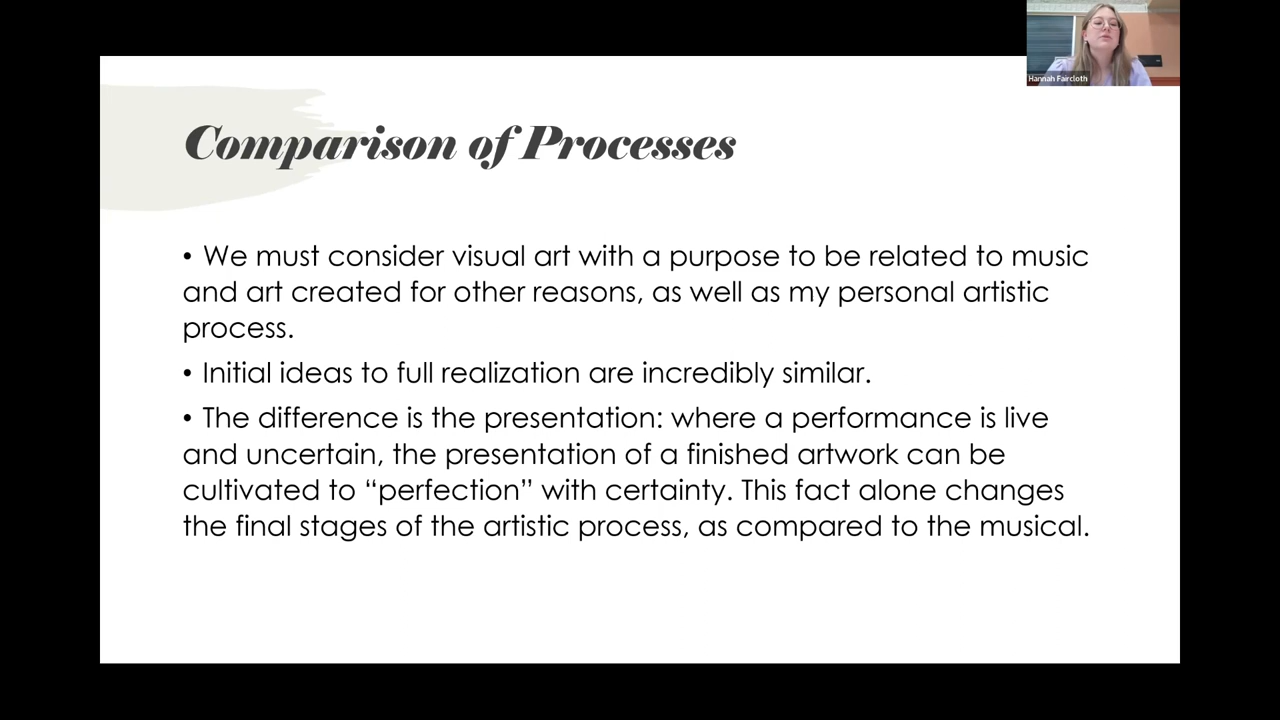 Hannah Faircloth
Comparison of Processes
• We must consider visual art with a purpose to be related to music
and art created for other reasons, as well as my personal artistic
process.
• Initial ideas to full realization are incredibly similar.
• The difference is the presentation: where a performance is live
and uncertain, the presentation of a finished artwork can be
cultivated to “perfection” with certainty. This fact alone changes
the final stages of the artistic process, as compared to the musical.